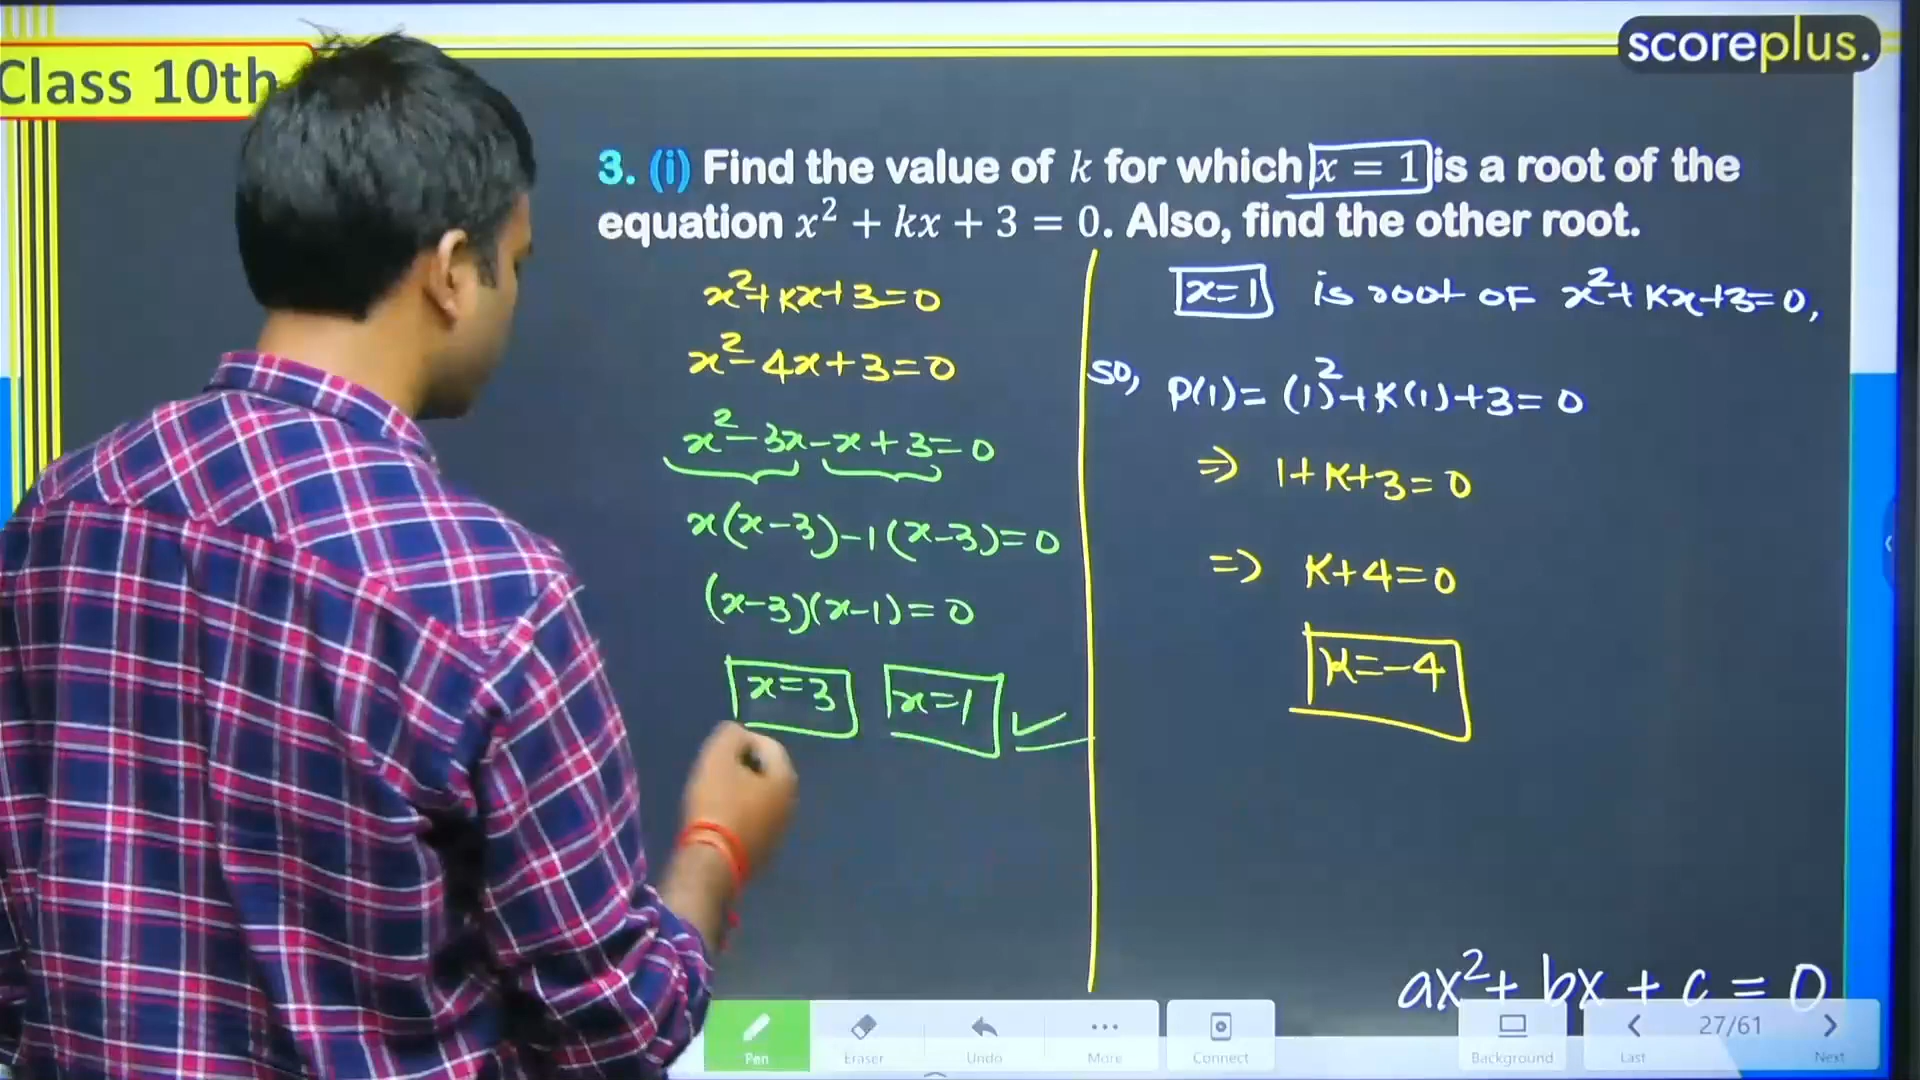 Class 10th
scoreplus.
3. (i) Find the value of k for which x = 1 is a root of the
equation x² + kx + 3 = 0. Also, find the other root.
x²+kx+3=0
x²-4x+3=0
x²-3x-x+3=0
x(x-3)-1(x-3)=0
(x-3)(x-1)=0
x=3 x=1 ✓
x=1 is root of x²+kx+3=0,
so, P(1)= (1)²+K(1)+3=0
=> 1+K+3=0
=> K+4=0
K=-4
ax²+ bx + c = 0
Pen Eraser Undo More Connect Background Last 27/61 Next